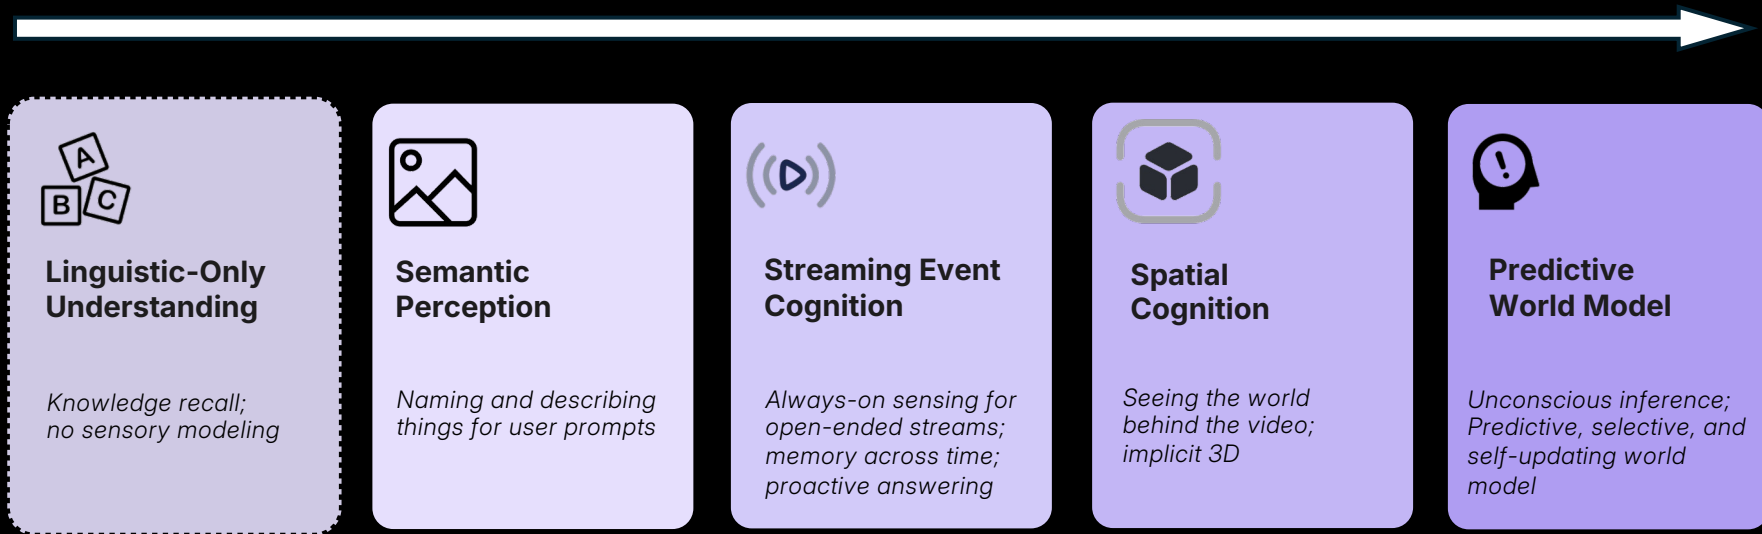 A
B
C
Linguistic-Only
Understanding
Knowledge recall;
no sensory modeling
Semantic
Perception
Naming and describing
things for user prompts
Streaming Event
Cognition
Always-on sensing for
open-ended streams;
memory across time;
proactive answering
Spatial
Cognition
Seeing the world
behind the video;
implicit 3D
!
Predictive
World Model
Unconscious inference;
Predictive, selective, and
self-updating world
model